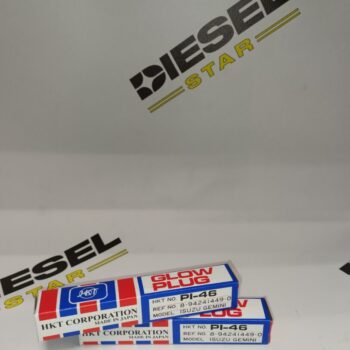 DIESEL
STAR
DIESEL
STAR
HKT
HKT CORPORATION
MADE IN JAPAN
GLOW
PLUG
HKT NO. PI-46
REF NO. 8-94241449-0
MODEL ISUZU GEMINI
HKT CORPORATION
MADE IN JAPAN
PLUG
HKT NO. PI-46
REF NO. 8-94241449-0
MODEL ISUZU GEMINI